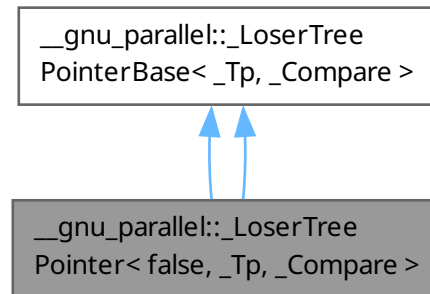 __gnu_parallel::_LoserTree
PointerBase< _Tp, _Compare >
__gnu_parallel::_LoserTree
Pointer< false, _Tp, _Compare >